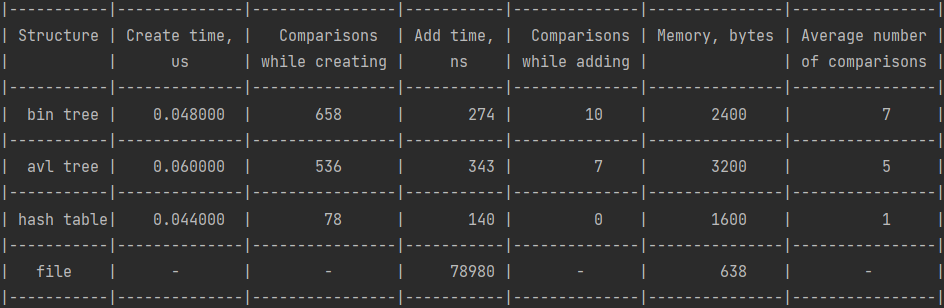 |-----------|--------------|----------------|-----------|--------------|---------------|----------------|
| Structure | Create time, |   Comparisons  | Add time, |  Comparisons | Memory, bytes | Average number |
|           |      us      | while creating |     ns    | while adding |               | of comparisons |
|-----------|--------------|----------------|-----------|--------------|---------------|----------------|
|  bin tree |    0.048000  |       658      |       274 |        10    |       2400    |         7      |
|-----------|--------------|----------------|-----------|--------------|---------------|----------------|
|  avl tree |    0.060000  |       536      |       343 |         7    |       3200    |         5      |
|-----------|--------------|----------------|-----------|--------------|---------------|----------------|
| hash table|    0.044000  |        78      |       140 |         0    |       1600    |         1      |
|-----------|--------------|----------------|-----------|--------------|---------------|----------------|
|   file    |      -       |        -       |     78980 |       -      |        638    |       -        |
|-----------|--------------|----------------|-----------|--------------|---------------|----------------|